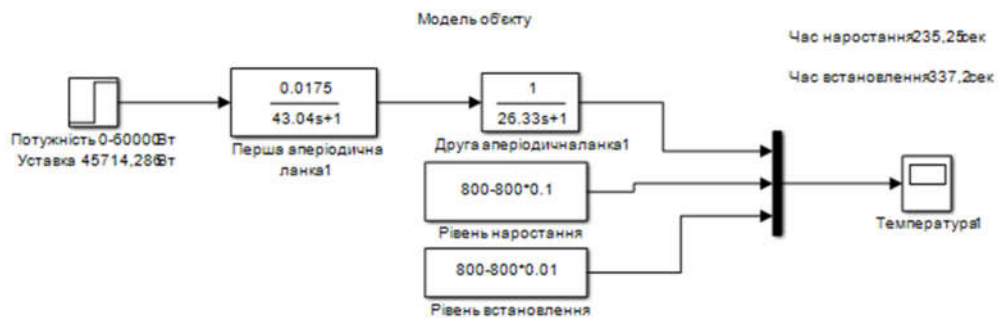 Модель об'єкту
Час наростання235,25сек
Час встановлення337,2сек
Потужність 0-60000Вт
Уставка 45714,286Вт
0.0175
43.04s+1
Перша аперіодична
ланка1
1
26.33s+1
Друга аперіодичналанка1
800-800*0.1
Рівень наростання
800-800*0.01
Рівень встановлення
Температура1